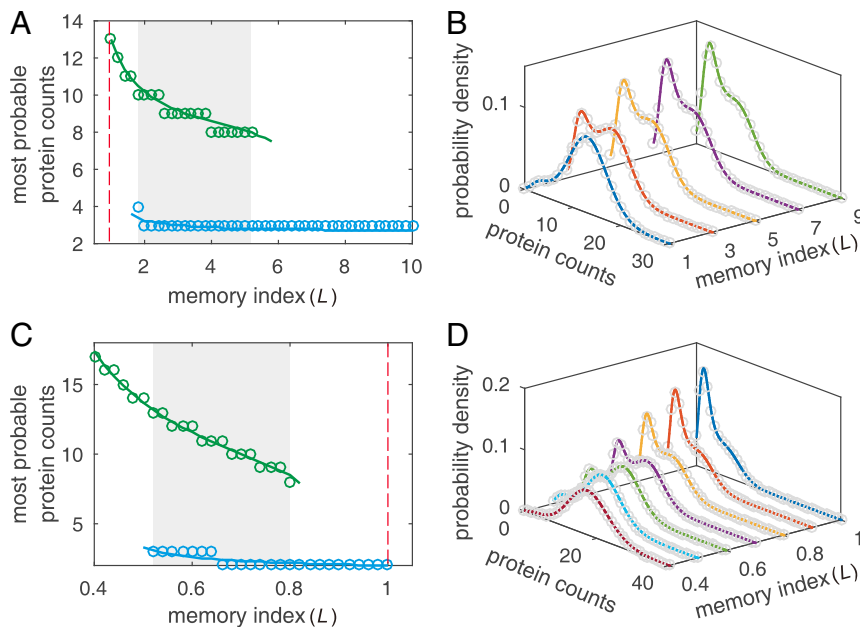 A
14
12
10
8
6
4
2
most probable
protein counts
2
4
6
8
10
memory index (L)
B
0.1
0
probability density
0
10
20
30
protein counts
1
3
5
7
9
memory index (L)
C
15
10
5
most probable
protein counts
0.4
0.6
0.8
1
memory index (L)
D
0.2
0.1
0
probability density
0
20
40
protein counts
0.4
0.6
0.8
1
memory index (L)